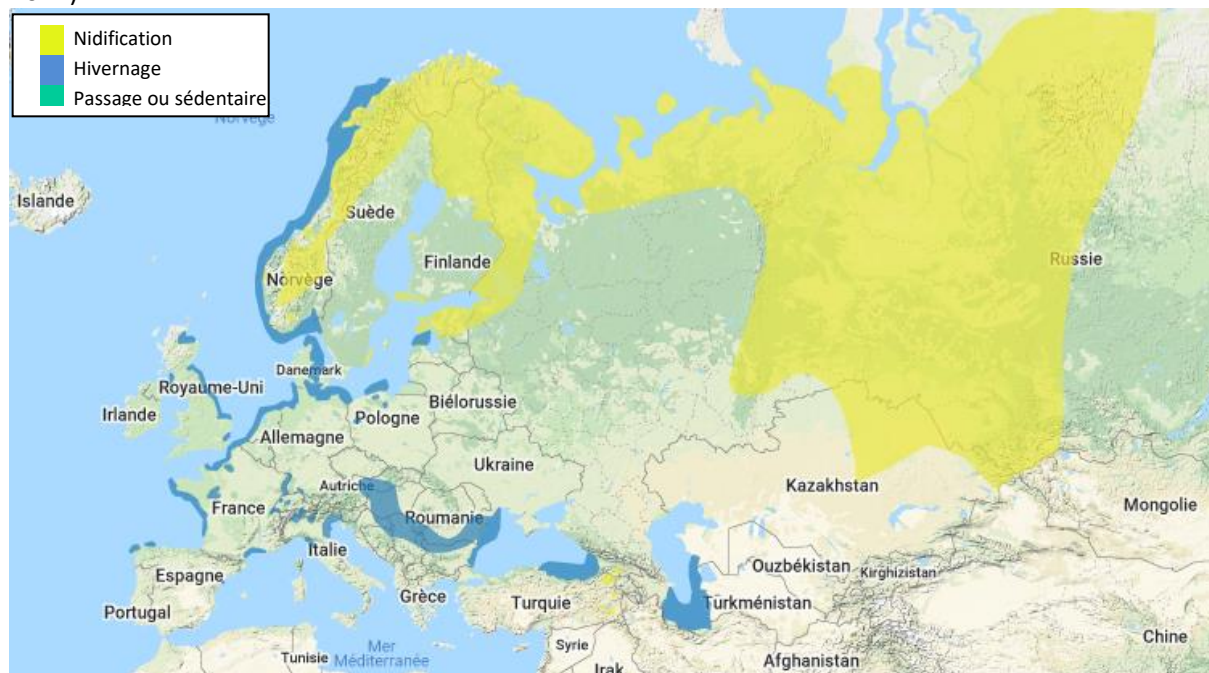 Nidification
Hivernage
Passage ou sédentaire
Norvège
Islande
Suède
Finlande
Norvège
Russie
Danemark
Royaume-Uni
Irlande
Biélorussie
Pologne
Allemagne
Ukraine
Autriche
Kazakhstan
France
Roumanie
Mongolie
Italie
Ouzbékistan
Kirghizistan
Espagne
Grèce
Turquie
Turkménistan
Portugal
Chine
Mer
Méditerranée
Syrie
Tunisie
Afghanistan
Irak